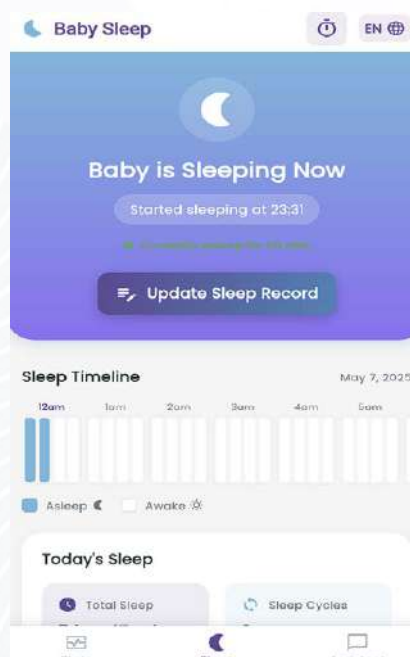 Baby Sleep
EN
Baby is Sleeping Now
Started sleeping at 23:31
Update Sleep Record
Sleep Timeline
May 7, 2025
12am 1am 2am 3am 4am 5am
Asleep Awake
Today's Sleep
Total Sleep
Sleep Cycles